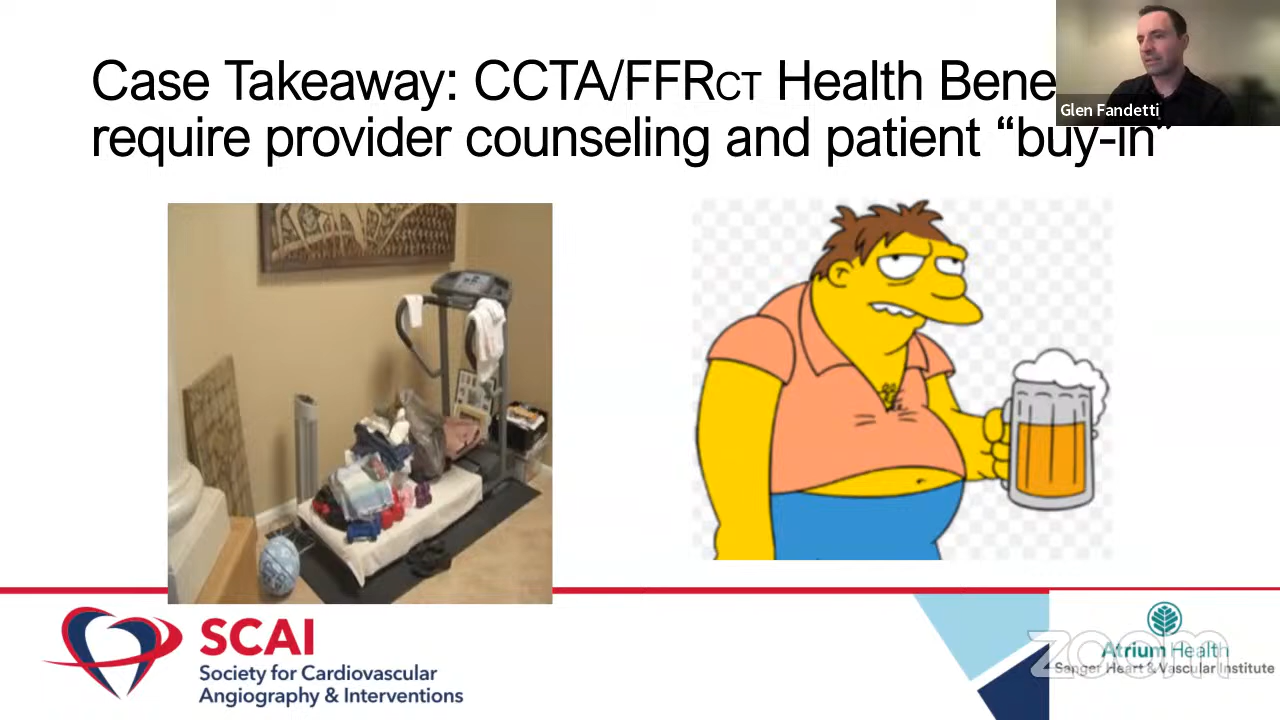 Case Takeaway: CCTA/FFRCT Health Bene
require provider counseling and patient “buy-in”
Glen Fandetti
SCAI
Society for Cardiovascular
Angiography & Interventions
Atrium Health
Sanger Heart & Vascular Institute
zoom